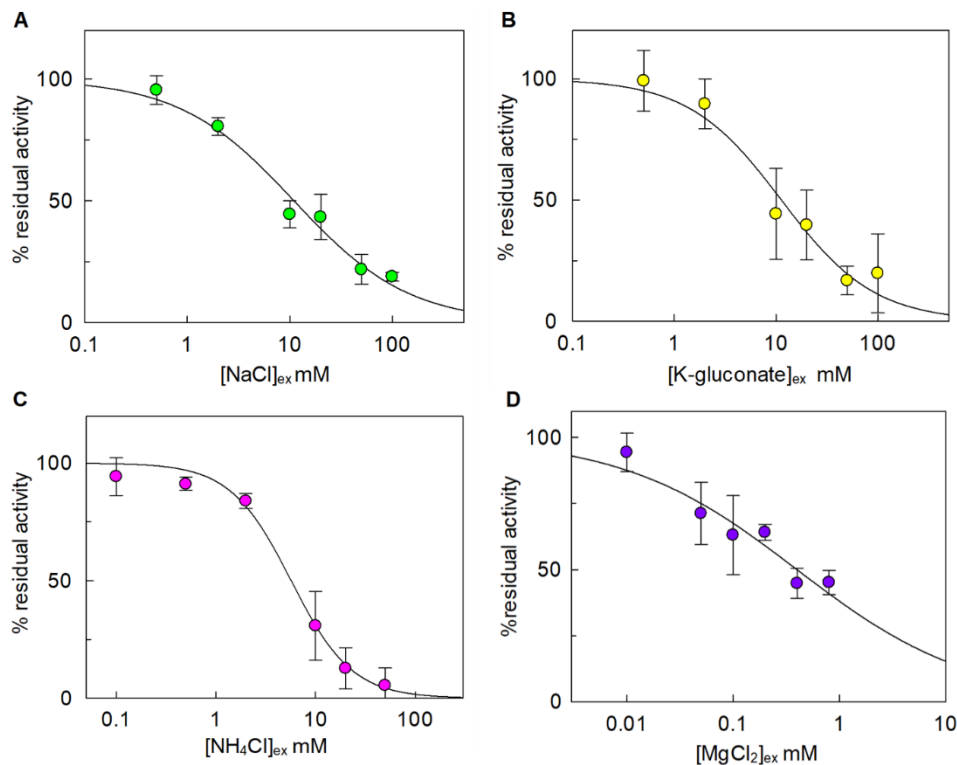 A
100
50
0
% residual activity
0.1 1 10 100
[NaCl]ex mM
B
100
50
0
% residual activity
0.1 1 10 100
[K-gluconate]ex mM
C
100
50
0
% residual activity
0.1 1 10 100
[NH₄Cl]ex mM
D
100
50
0
%residual activity
0.01 0.1 1 10
[MgCl₂]ex mM